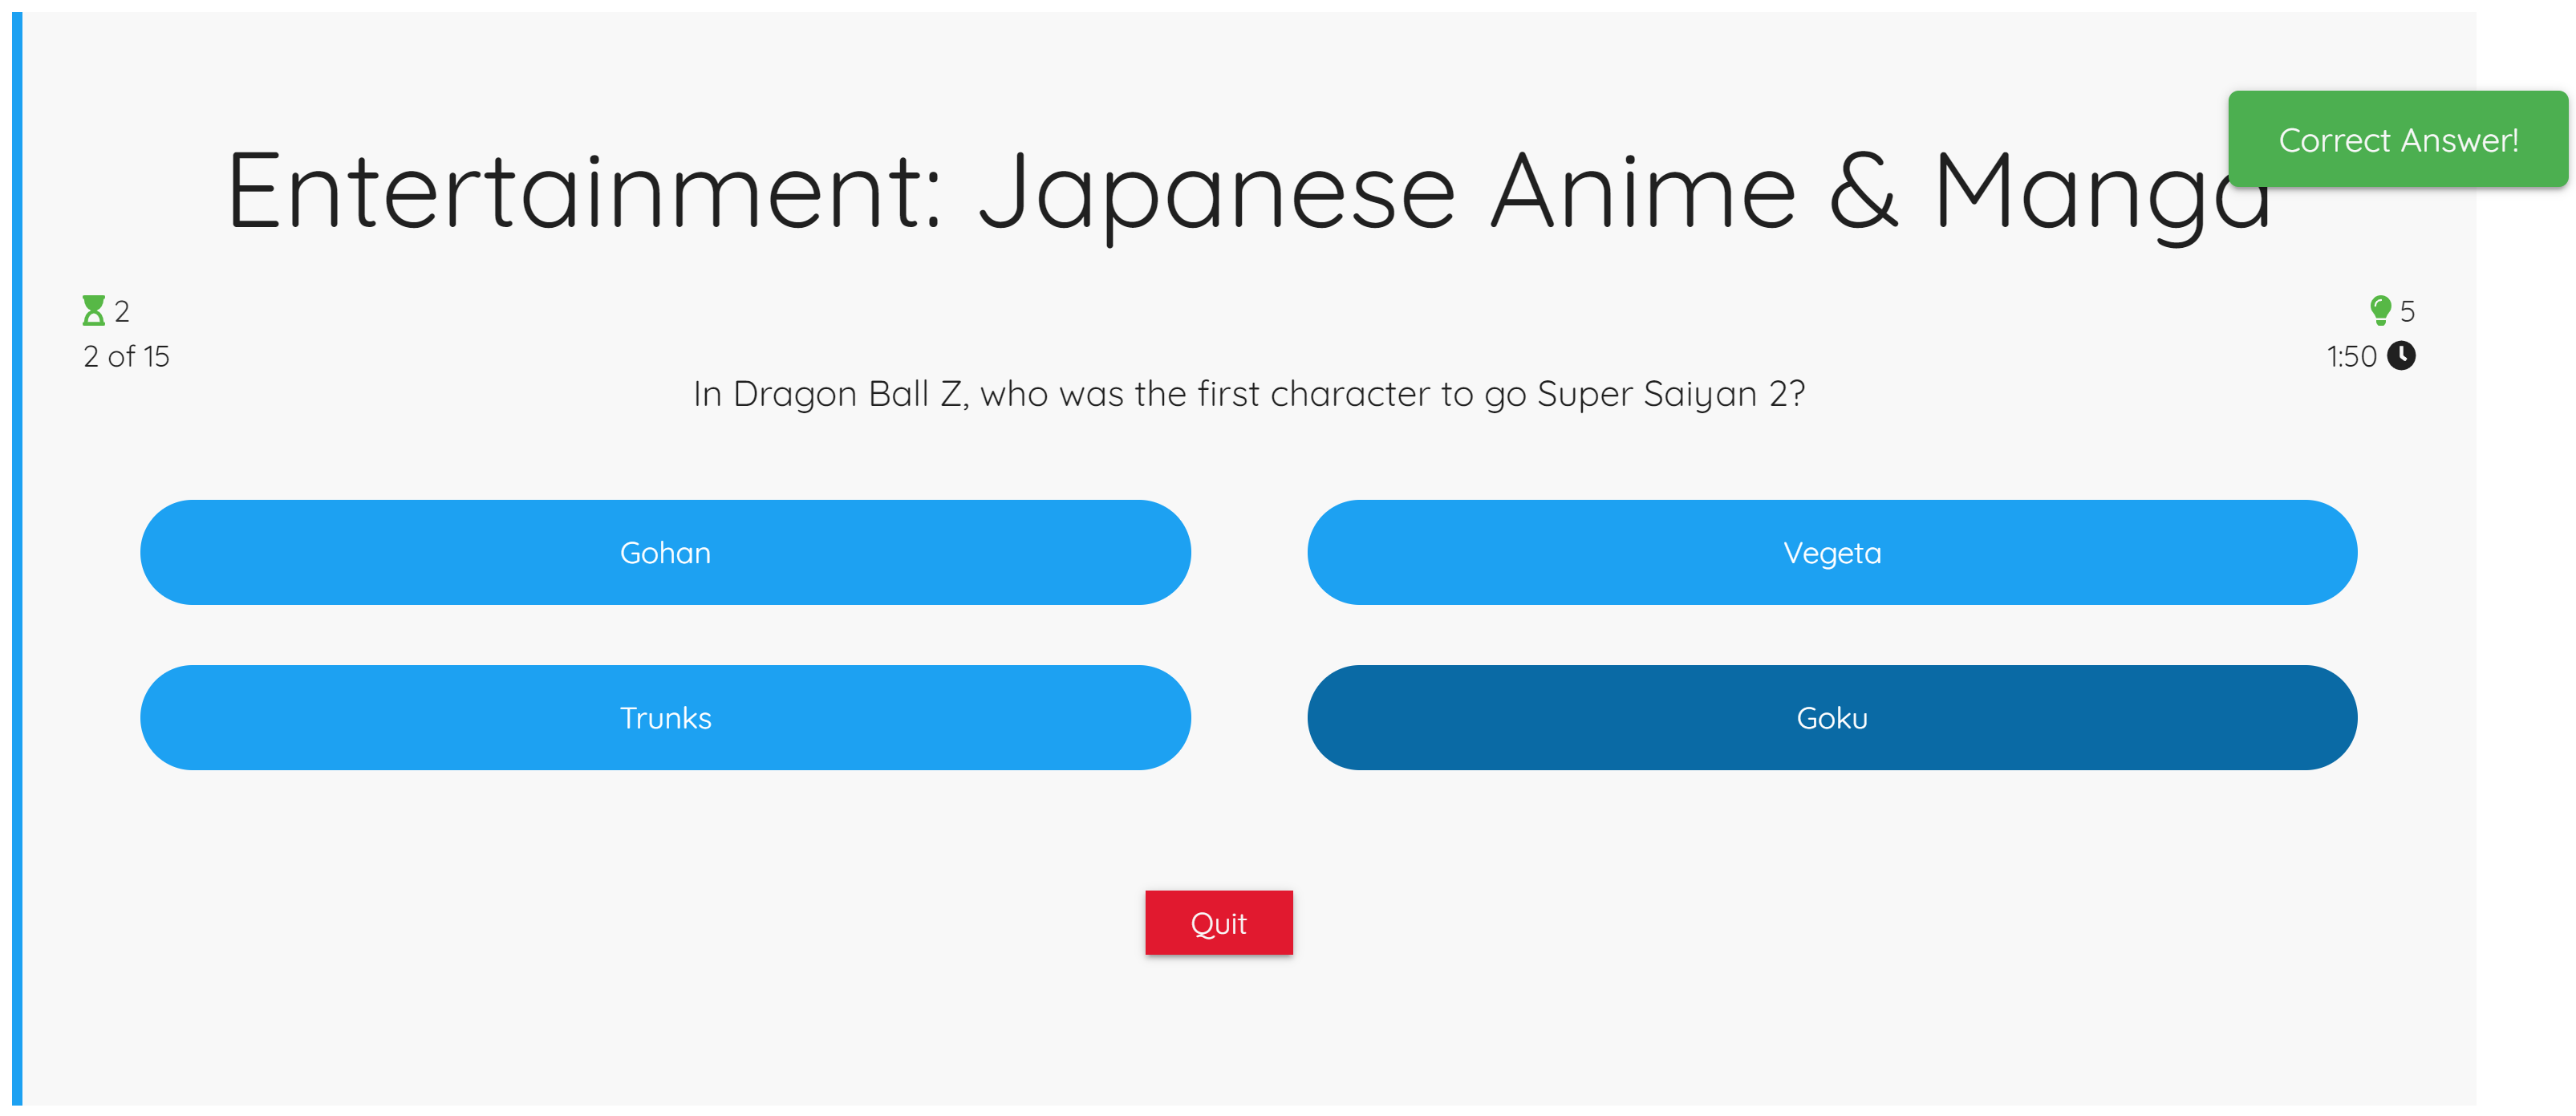 Correct Answer!
Entertainment: Japanese Anime & Manga
2
5
2 of 15
1:50
In Dragon Ball Z, who was the first character to go Super Saiyan 2?
Gohan
Vegeta
Trunks
Goku
Quit